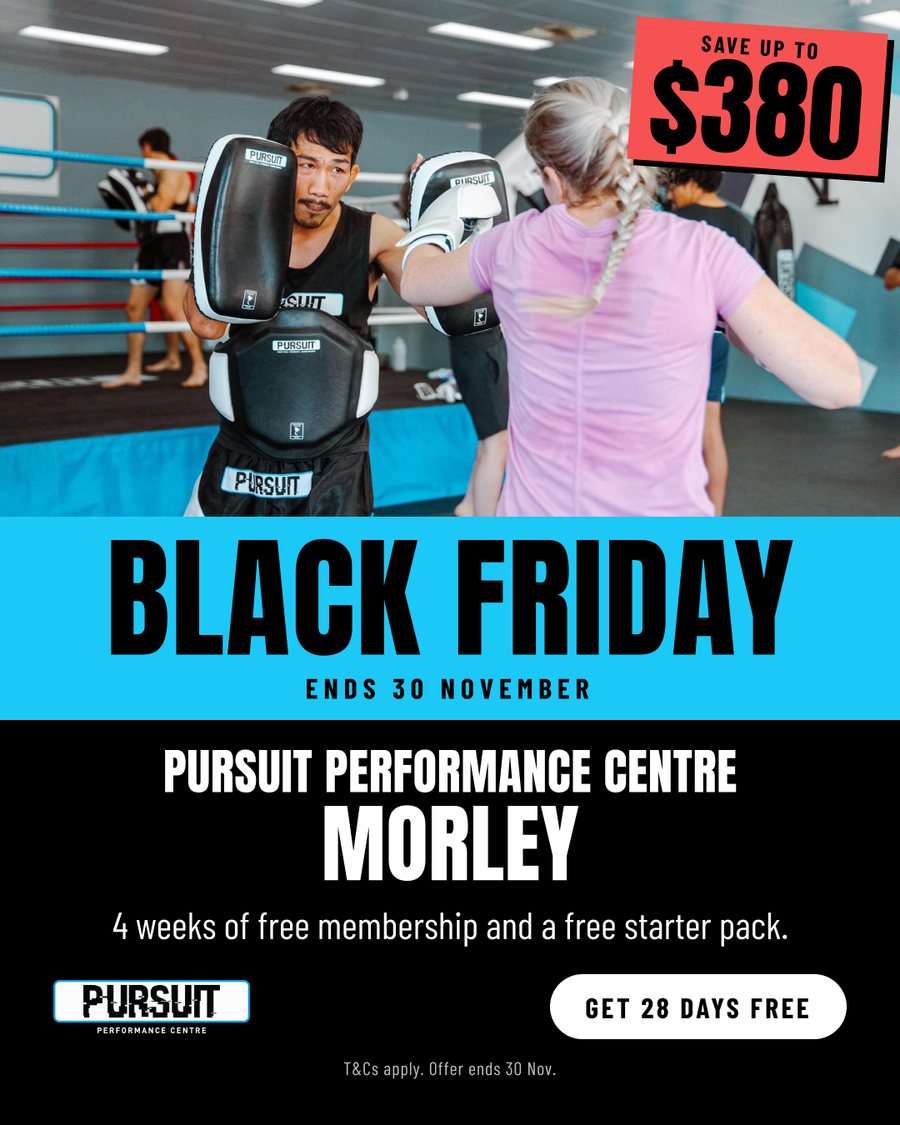 SAVE UP TO
$380
PURSUIT
PURSUIT
PURSUIT
PURSUIT
BLACK FRIDAY
ENDS 30 NOVEMBER
PURSUIT PERFORMANCE CENTRE
MORLEY
4 weeks of free membership and a free starter pack.
PURSUIT
PERFORMANCE CENTRE
GET 28 DAYS FREE
T&Cs apply. Offer ends 30 Nov.